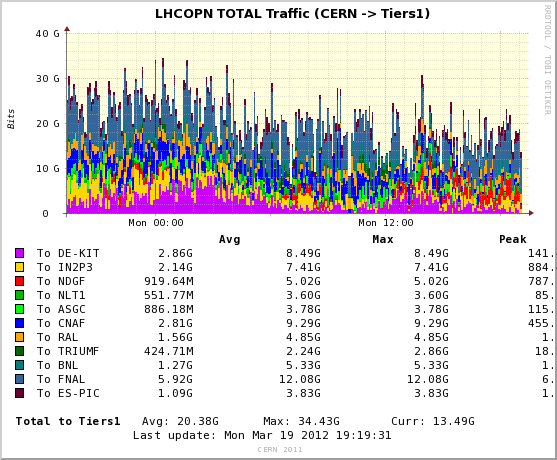 LHCOPN TOTAL Traffic (CERN -> Tiers1)
RRDTOOL / TOBI OETIKER
40 G
30 G
20 G
10 G
0
Bits
Mon 00:00 Mon 12:00
Avg Max Peak
To DE-KIT 2.86G 8.49G 8.49G 141.
To IN2P3 2.14G 7.41G 7.41G 884.
To NDGF 919.64M 5.02G 5.02G 787.
To NLT1 551.77M 3.60G 3.60G 85.
To ASGC 886.18M 3.78G 3.78G 115.
To CNAF 2.81G 9.29G 9.29G 455.
To RAL 1.56G 4.85G 4.85G 1.
To TRIUMF 424.71M 2.24G 2.86G 18.
To BNL 1.27G 5.33G 5.33G 1.
To FNAL 5.92G 12.08G 12.08G 6.
To ES-PIC 1.09G 3.83G 3.83G 1.
Total to Tiers1 Avg: 20.38G Max: 34.43G Curr: 13.49G
Last update: Mon Mar 19 2012 19:19:31
CERN 2011